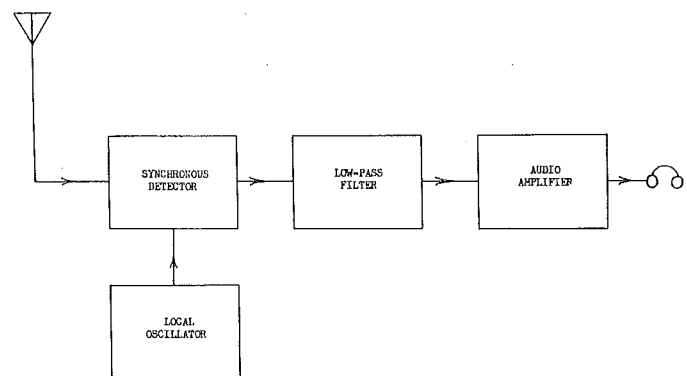 SYNCHRONOUS
DETECTOR
LOW-PASS
FILTER
AUDIO
AMPLIFIER
LOCAL
OSCILLATOR